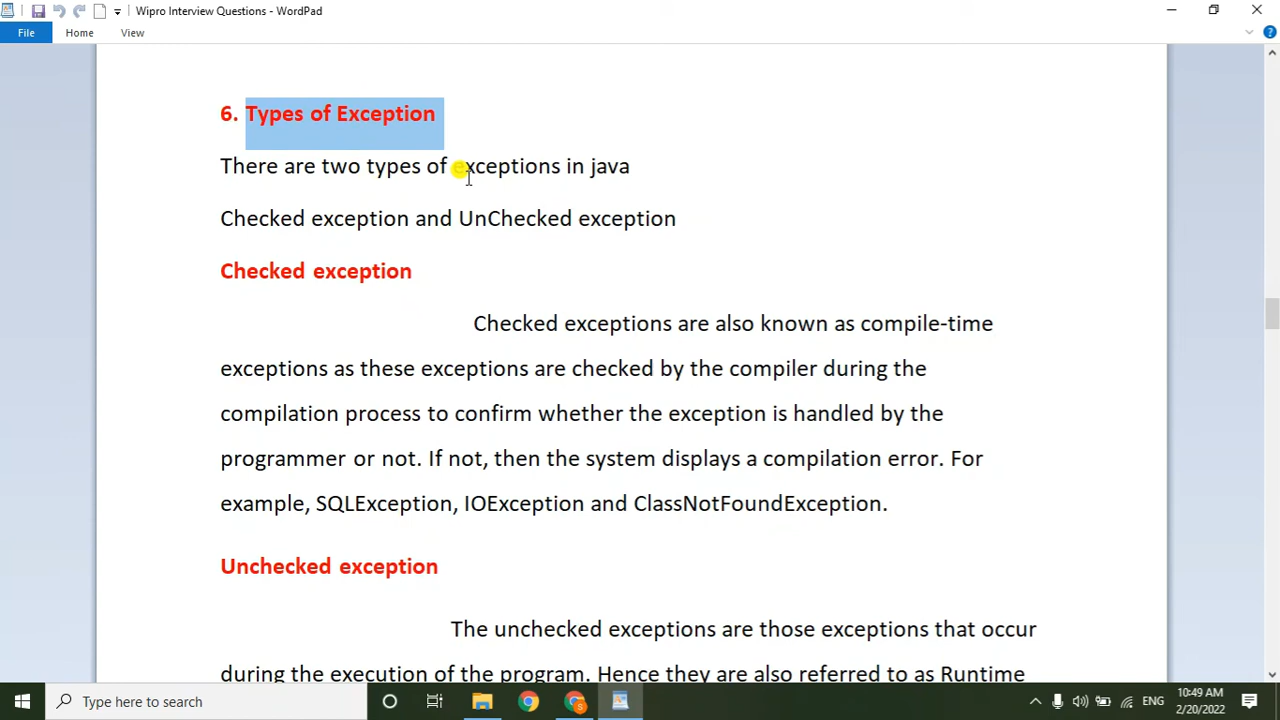 Wipro Interview Questions - WordPad
File Home View
6. Types of Exception
There are two types of exceptions in java
Checked exception and UnChecked exception
Checked exception
Checked exceptions are also known as compile-time
exceptions as these exceptions are checked by the compiler during the
compilation process to confirm whether the exception is handled by the
programmer or not. If not, then the system displays a compilation error. For
example, SQLException, IOException and ClassNotFoundException.
Unchecked exception
The unchecked exceptions are those exceptions that occur
during the execution of the program. Hence they are also referred to as Runtime
Type here to search
S
ENG
10:49 AM
2/20/2022